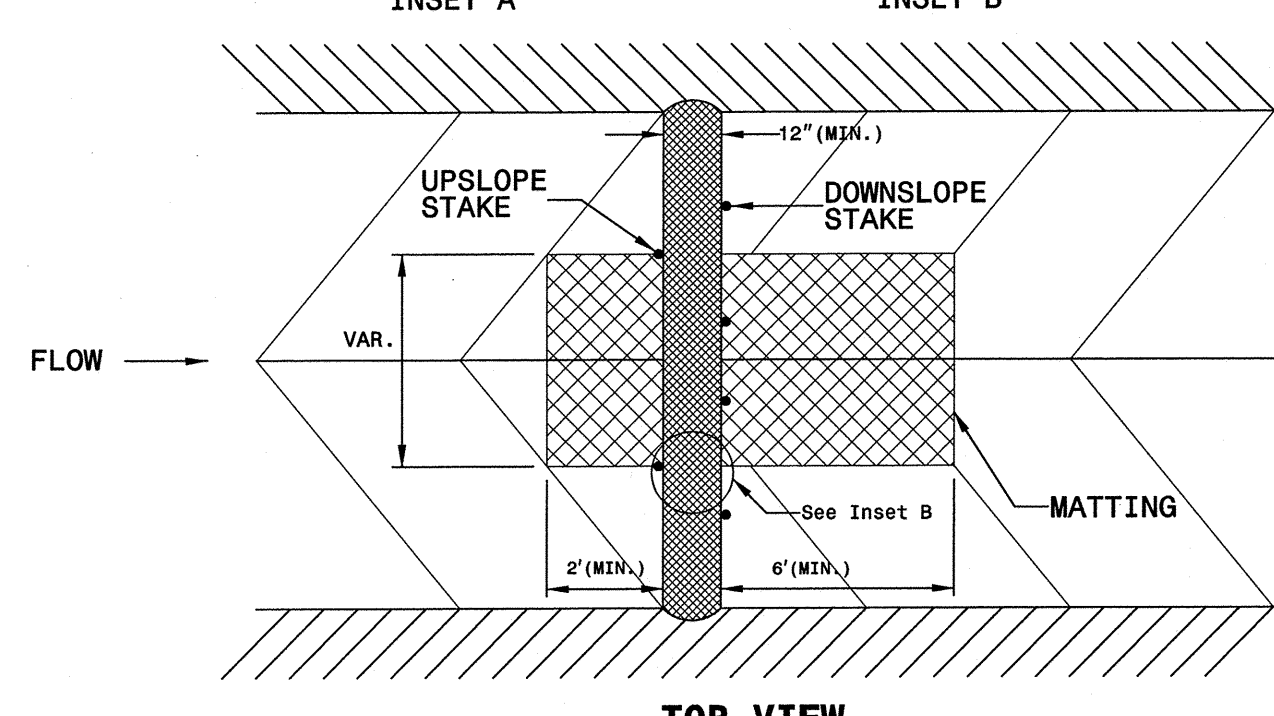 INSET A
INSET B
12"(MIN.)
UPSLOPE
STAKE
DOWNSLOPE
STAKE
VAR.
FLOW
See Inset B
MATTING
2'(MIN.)
6'(MIN.)
TOP VIEW